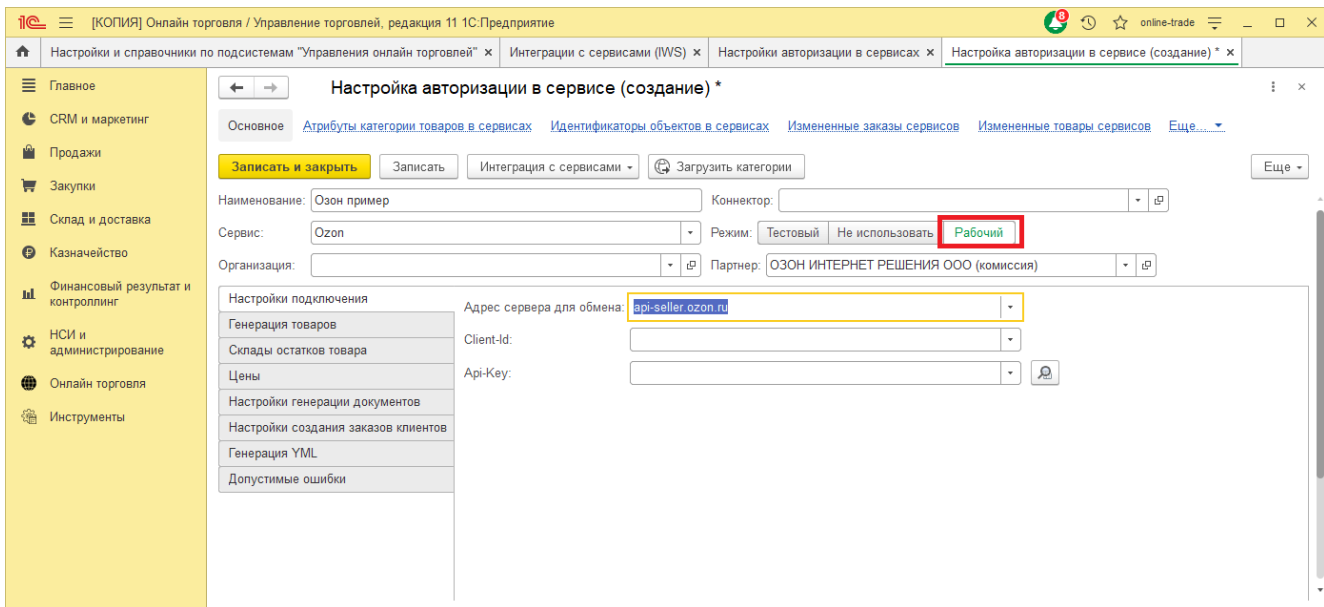 [КОПИЯ] Онлайн торговля / Управление торговлей, редакция 11 1С:Предприятие
8
online-trade
Настройки и справочники по подсистемам "Управления онлайн торговлей" ×
Интеграции с сервисами (IWS) ×
Настройки авторизации в сервисах ×
Настройка авторизации в сервисе (создание) * ×
Главное
CRM и маркетинг
Продажи
Закупки
Склад и доставка
Казначейство
Финансовый результат и
контроллинг
НСИ и
администрирование
Онлайн торговля
Инструменты
Настройка авторизации в сервисе (создание) *
Основное Атрибуты категории товаров в сервисах Идентификаторы объектов в сервисах Измененные заказы сервисов Измененные товары сервисов Еще...
Записать и закрыть Записать Интеграция с сервисами Загрузить категории Еще
Наименование: Озон пример Коннектор:
Сервис: Ozon Режим: Тестовый Не использовать Рабочий
Организация: Партнер: ОЗОН ИНТЕРНЕТ РЕШЕНИЯ ООО (комиссия)
Настройки подключения
Генерация товаров
Склады остатков товара
Цены
Настройки генерации документов
Настройки создания заказов клиентов
Генерация YML
Допустимые ошибки
Адрес сервера для обмена: api-seller.ozon.ru
Client-Id:
Api-Key: